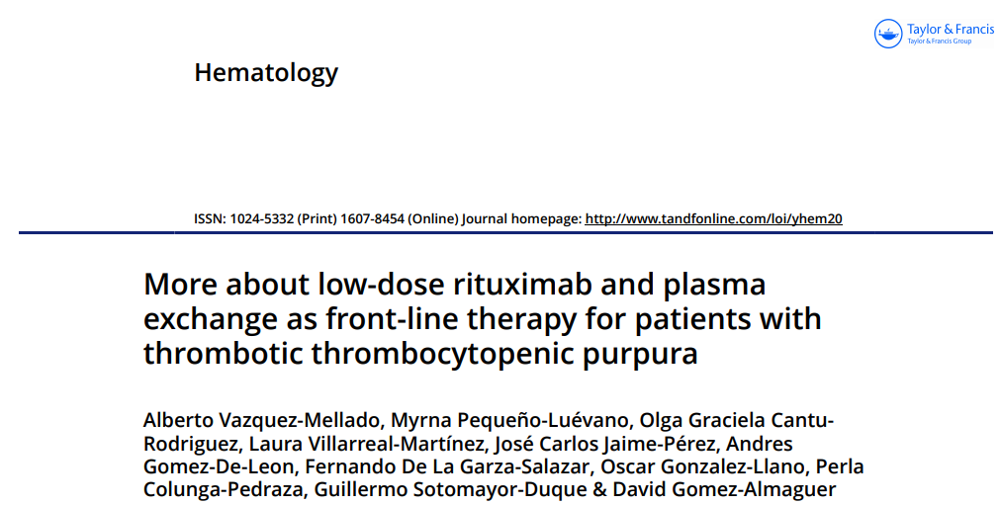 Taylor & Francis
Taylor & Francis Group
Hematology
ISSN: 1024-5332 (Print) 1607-8454 (Online) Journal homepage: http://www.tandfonline.com/loi/yhem20
More about low-dose rituximab and plasma
exchange as front-line therapy for patients with
thrombotic thrombocytopenic purpura
Alberto Vazquez-Mellado, Myrna Pequeño-Luévano, Olga Graciela Cantu-
Rodriguez, Laura Villarreal-Martínez, José Carlos Jaime-Pérez, Andres
Gomez-De-Leon, Fernando De La Garza-Salazar, Oscar Gonzalez-Llano, Perla
Colunga-Pedraza, Guillermo Sotomayor-Duque & David Gomez-Almaguer